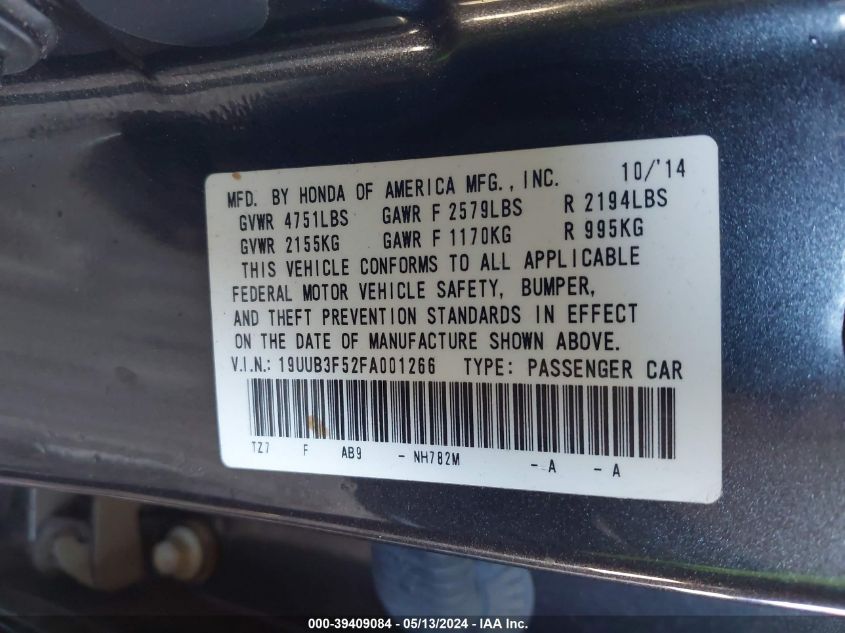 MFD. BY HONDA OF AMERICA MFG., INC. 10/'14
GVWR 4751LBS GAWR F 2579LBS R 2194LBS
GVWR 2155KG GAWR F 1170KG R 995KG
THIS VEHICLE CONFORMS TO ALL APPLICABLE
FEDERAL MOTOR VEHICLE SAFETY, BUMPER,
AND THEFT PREVENTION STANDARDS IN EFFECT
ON THE DATE OF MANUFACTURE SHOWN ABOVE.
V.I.N.: 19UUB3F52FA001266 TYPE: PASSENGER CAR
TZ7 F AB9 - NH782M - A - A
000-39409084 / 05/13/2024 - IAA Inc.